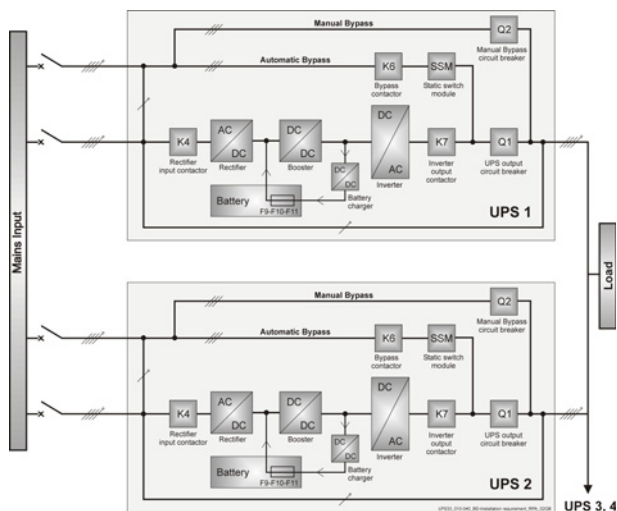 Mains Input
Manual Bypass
Q2
Manual Bypass
circuit breaker
Automatic Bypass
K6
SSM
Bypass
contactor
Static switch
module
K4
AC
DC
DC
DC
DC
AC
K7
Q1
Rectifier
input contactor
Rectifier
Booster
DC
DC
Inverter
Inverter
output
contactor
UPS output
circuit breaker
Battery
F9-F10-F11
Battery
charger
UPS 1
Load
Manual Bypass
Q2
Manual Bypass
circuit breaker
Automatic Bypass
K6
SSM
Bypass
contactor
Static switch
module
K4
AC
DC
DC
DC
DC
AC
K7
Q1
Rectifier
input contactor
Rectifier
Booster
DC
DC
Inverter
Inverter
output
contactor
UPS output
circuit breaker
Battery
F9-F10-F11
Battery
charger
UPS 2
UPS 3, 4